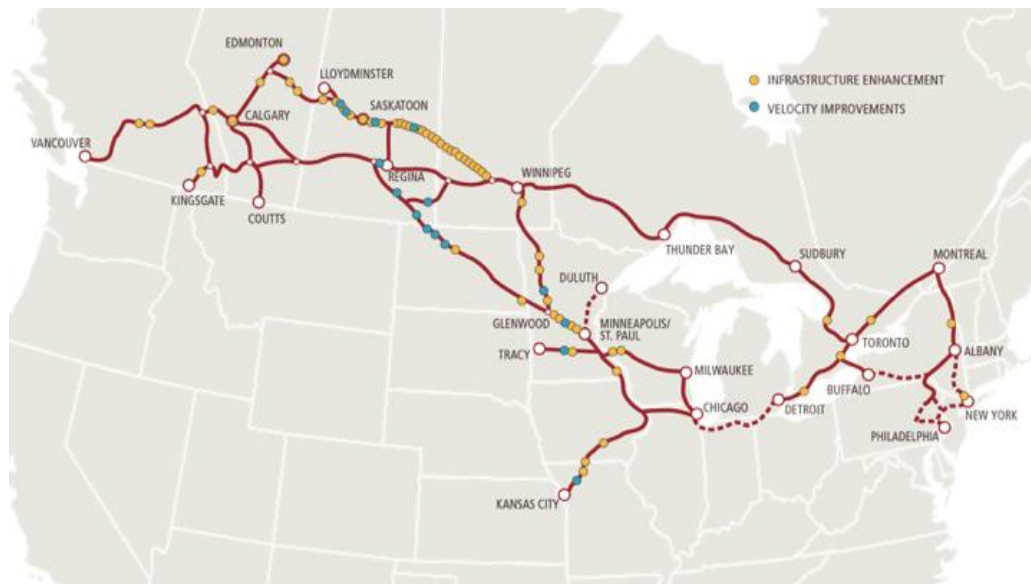 EDMONTON
LLOYDMINSTER
INFRASTRUCTURE ENHANCEMENT
SASKATOON
VELOCITY IMPROVEMENTS
CALGARY
VANCOUVER
REGINA
WINNIPEG
KINGSGATE
COUTTS
THUNDER BAY
SUDBURY
MONTREAL
DULUTH
GLENWOOD
MINNEAPOLIS/
ST. PAUL
TORONTO
ALBANY
TRACY
MILWAUKEE
BUFFALO
CHICAGO
DETROIT
NEW YORK
PHILADELPHIA
KANSAS CITY